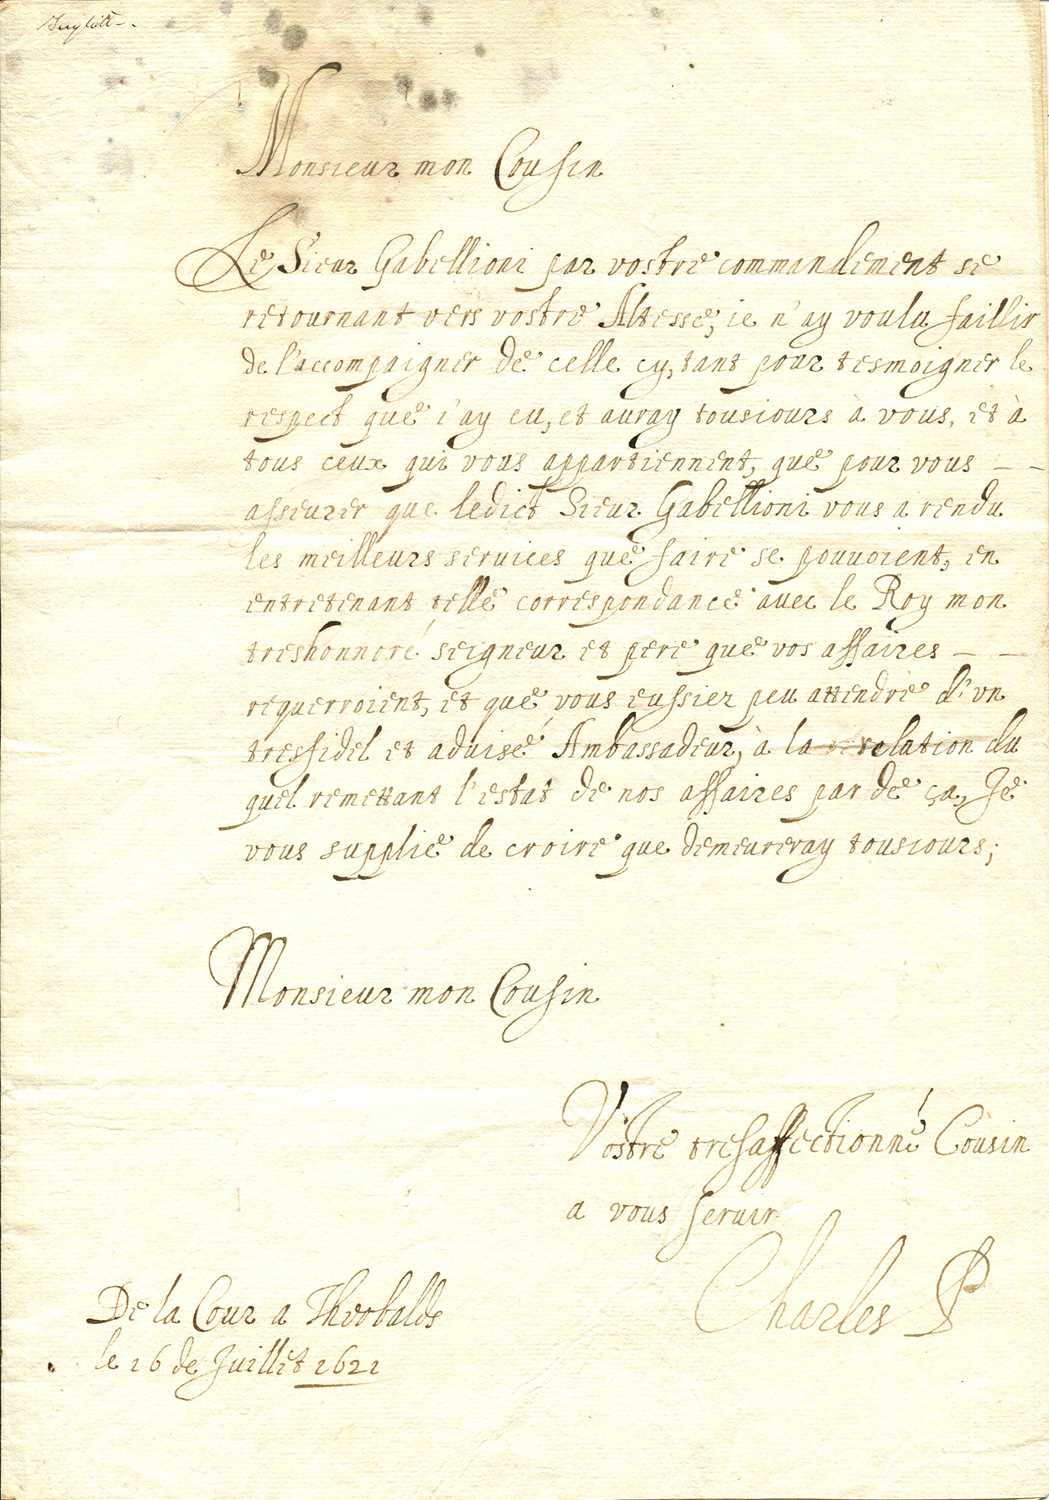 Monsieur mon Cousin
Le Sieur Gabellioni par vostre commandement se
retournant vers vostre Altesse, ie n'ay voulu faillir
de l'accompaigner de celle cy, tant pour tesmoigner le
respect que i'ay eu, et auray tousiours à vous, et à
tous ceux qui vous appartiennent, que pour vous - -
asseurer que ledict Sieur Gabellioni vous a rendu
les meilleurs services que faire se pouvoient, en
entretenant telle correspondance avec le Roy mon
treshonnoré seigneur et pere que vos affaires - -
requerroient, et que vous eussiez peu attendre d'vn
tresfidel et aduisé Ambassadeur, à la relation du
quel remettant l'estat de nos affaires par de ça, Je
vous supplie de croire que demeureray tousiours;
Monsieur mon Cousin
Vostre tresaffectionné Cousin
a vous servir
Charles P
De la Cour a Theobalds
le 16 de Juillet 1621